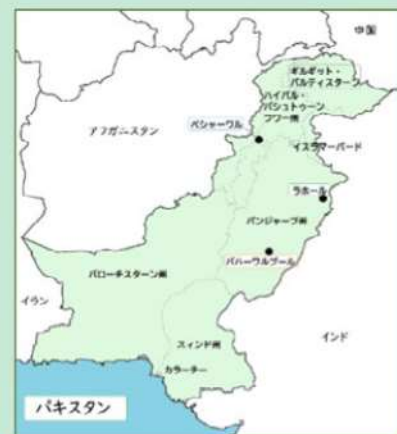 中国
ギルギット・
バルティスターン
ハイバル・
パシュトゥーン
フワー州
ペシャーワル
アフガニスタン
イスラマーバード
ラホール
パンジャーブ州
バハーワルプール
バローチスターン州
イラン
インド
スィンド州
カラーチー
パキスタン